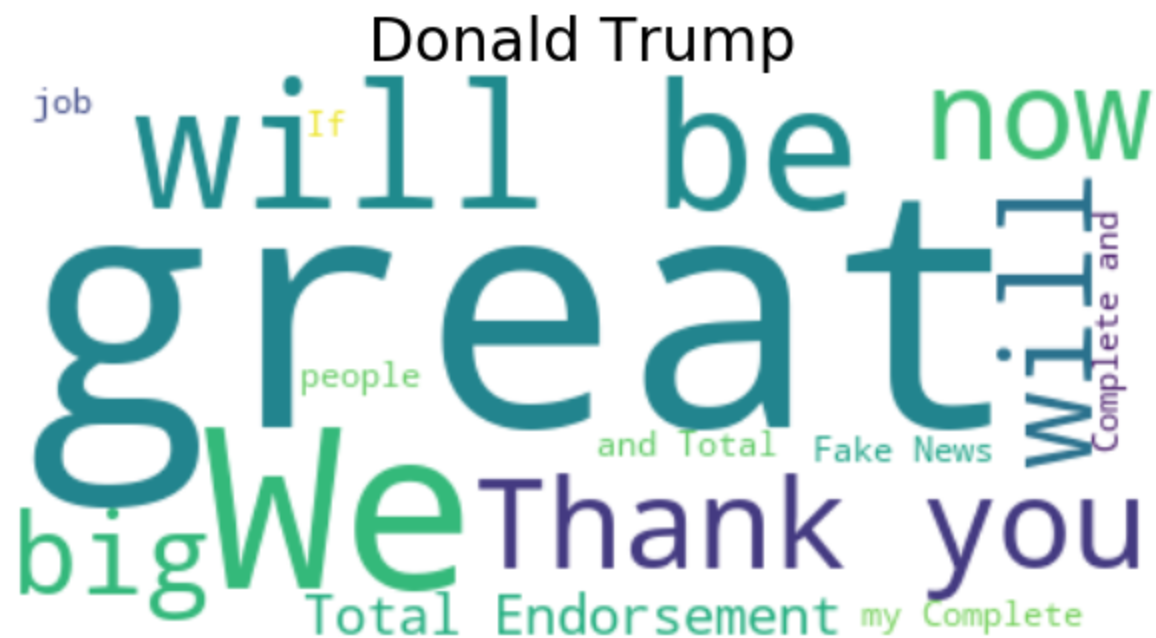 Donald Trump
job
will be
If
now
great
will
Complete and
people
and Total
Fake News
We
Thank you
big
Total Endorsement
my Complete